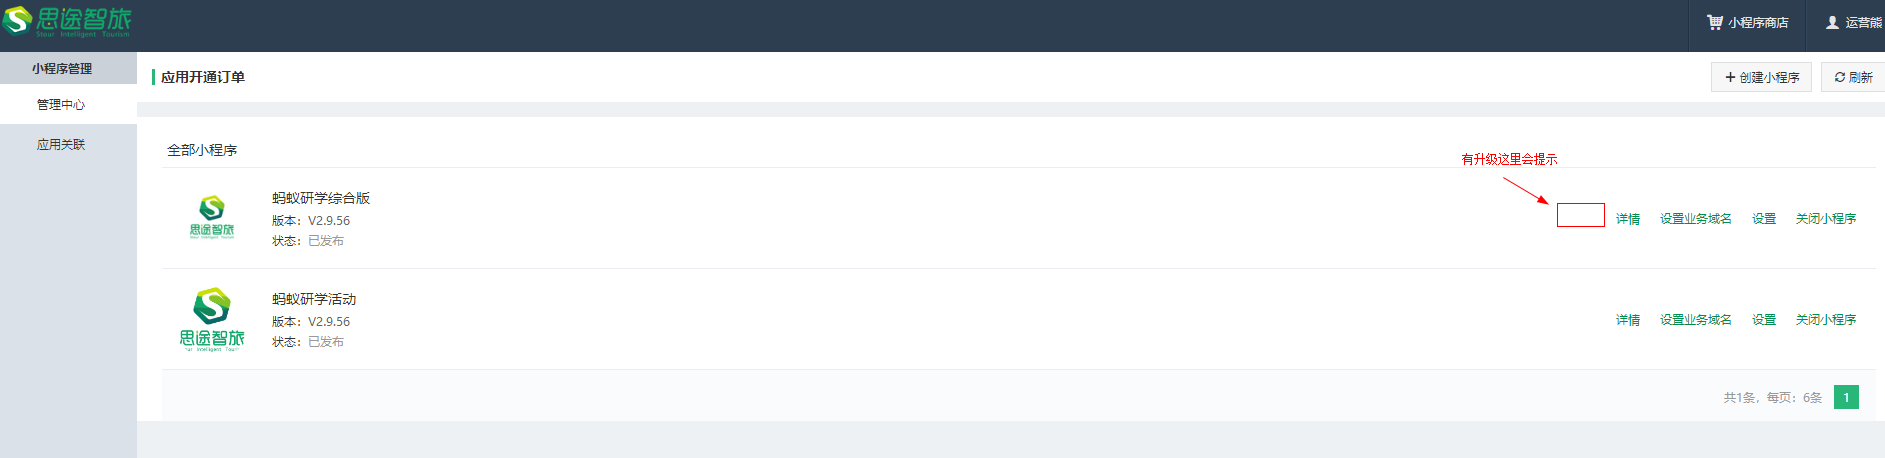 思途智旅
Stour Intelligent Tourism
小程序商店
运营熊
小程序管理
管理中心
应用关联
应用开通订单
创建小程序
刷新
全部小程序
有升级这里会提示
思途智旅
蚂蚁研学综合版
版本：V2.9.56
状态：已发布
详情 设置业务域名 设置 关闭小程序
思途智旅
蚂蚁研学活动
版本：V2.9.56
状态：已发布
详情 设置业务域名 设置 关闭小程序
共1条，每页：6条 1